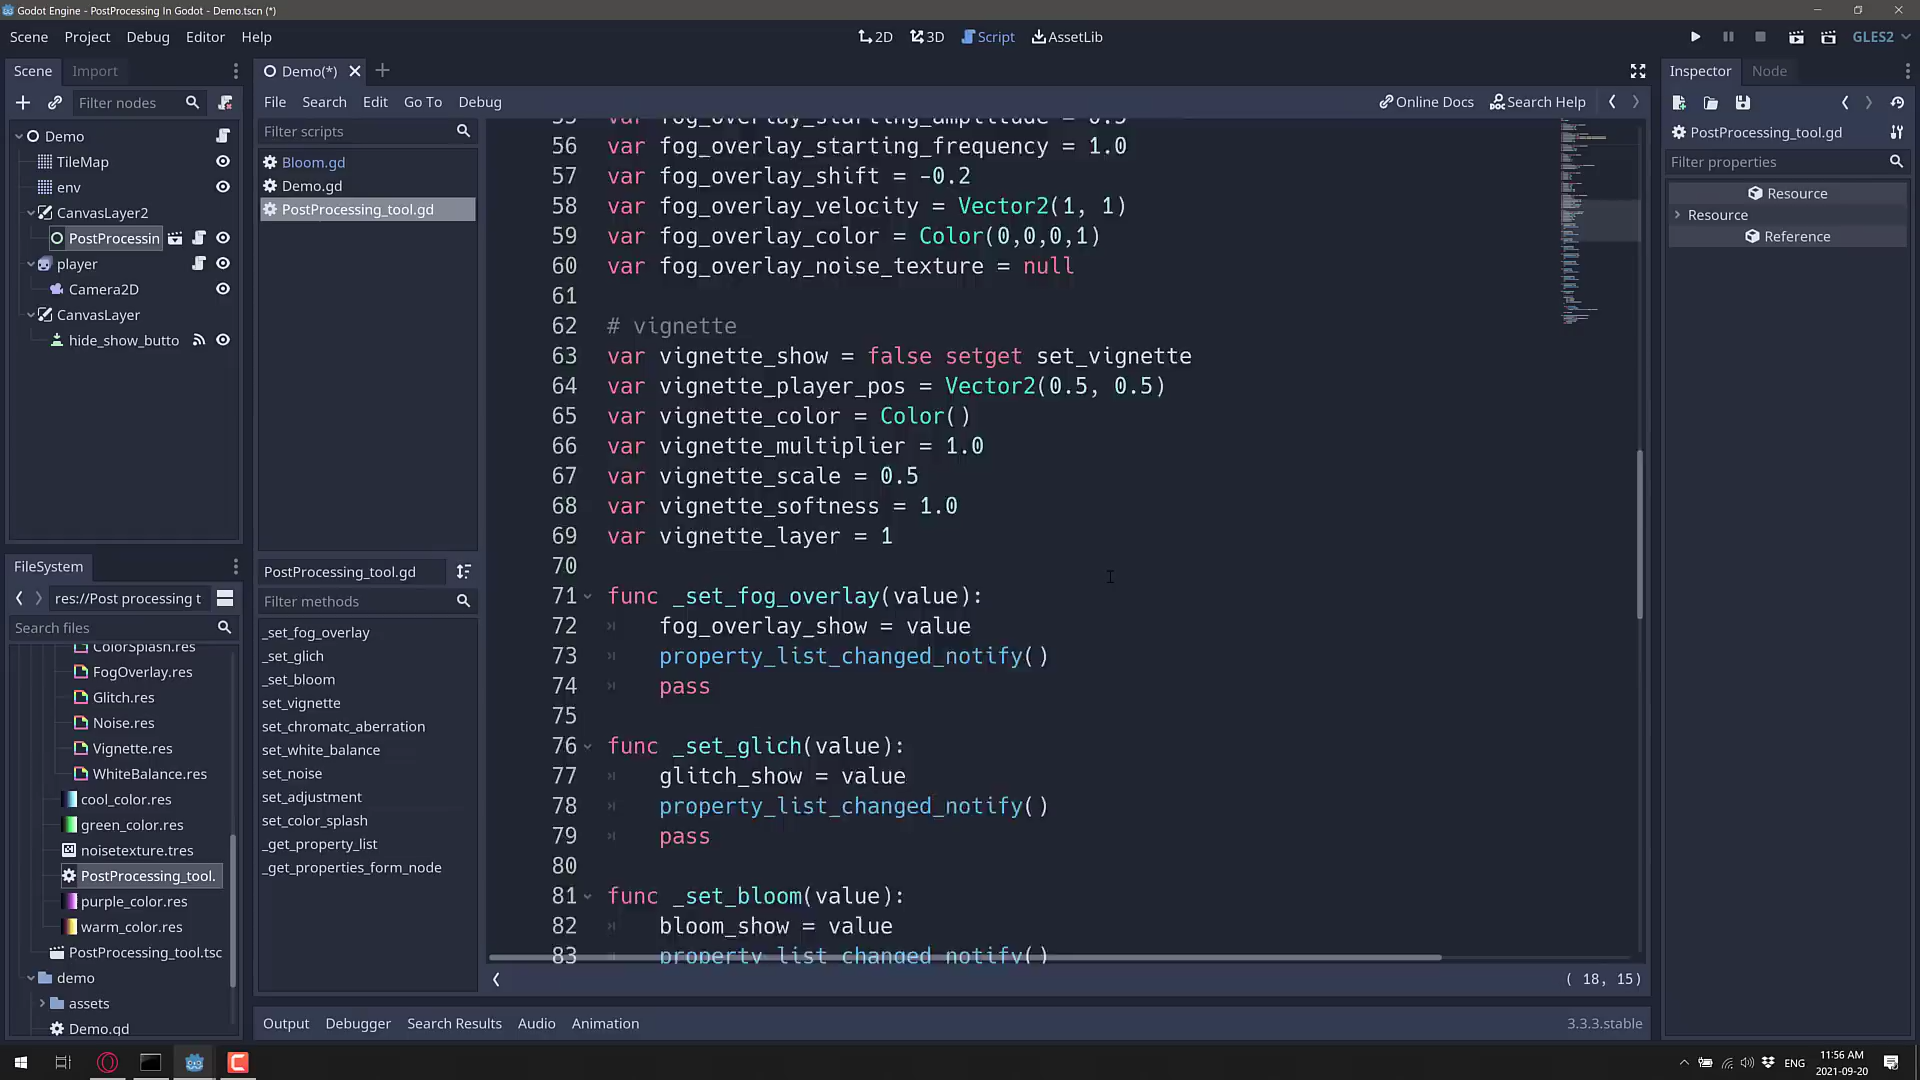 Godot Engine - PostProcessing In Godot - Demo.tscn (*)
Scene Project Debug Editor Help
2D 3D Script AssetLib
GLES2
Scene Import
Filter nodes
Demo
TileMap
env
CanvasLayer2
PostProcessin
player
Camera2D
CanvasLayer
hide_show_butto
FileSystem
res://Post processing t
Search files
ColorSplash.res
FogOverlay.res
Glitch.res
Noise.res
Vignette.res
WhiteBalance.res
cool_color.res
green_color.res
noisetexture.tres
PostProcessing_tool.
purple_color.res
warm_color.res
PostProcessing_tool.tsc
demo
assets
Demo.gd
Demo(*)
File Search Edit Go To Debug
Online Docs Search Help
Filter scripts
Bloom.gd
Demo.gd
PostProcessing_tool.gd
PostProcessing_tool.gd
Filter methods
_set_fog_overlay
_set_glich
_set_bloom
set_vignette
set_chromatc_aberration
set_white_balance
set_noise
set_adjustment
set_color_splash
_get_property_list
_get_properties_form_node
55 var fog_overlay_starting_amplitude = 0.5
56 var fog_overlay_starting_frequency = 1.0
57 var fog_overlay_shift = -0.2
58 var fog_overlay_velocity = Vector2(1, 1)
59 var fog_overlay_color = Color(0,0,0,1)
60 var fog_overlay_noise_texture = null
61
62 # vignette
63 var vignette_show = false setget set_vignette
64 var vignette_player_pos = Vector2(0.5, 0.5)
65 var vignette_color = Color()
66 var vignette_multiplier = 1.0
67 var vignette_scale = 0.5
68 var vignette_softness = 1.0
69 var vignette_layer = 1
70
71 func _set_fog_overlay(value):
72 fog_overlay_show = value
73 property_list_changed_notify()
74 pass
75
76 func _set_glich(value):
77 glitch_show = value
78 property_list_changed_notify()
79 pass
80
81 func _set_bloom(value):
82 bloom_show = value
83 property_list_changed_notify()
( 18, 15)
Output Debugger Search Results Audio Animation
3.3.3.stable
Inspector Node
PostProcessing_tool.gd
Filter properties
Resource
Resource
Reference
ENG
11:56 AM
2021-09-20